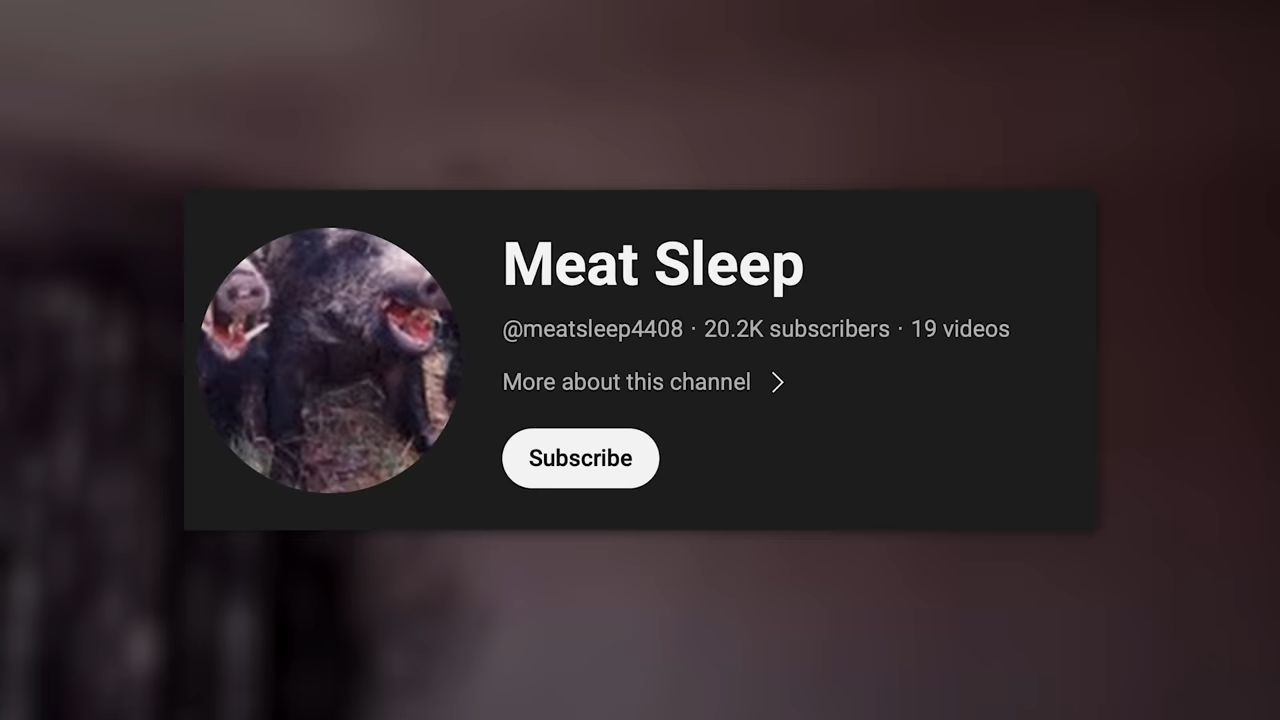 Meat Sleep
@meatsleep4408 · 20.2K subscribers · 19 videos
More about this channel
Subscribe